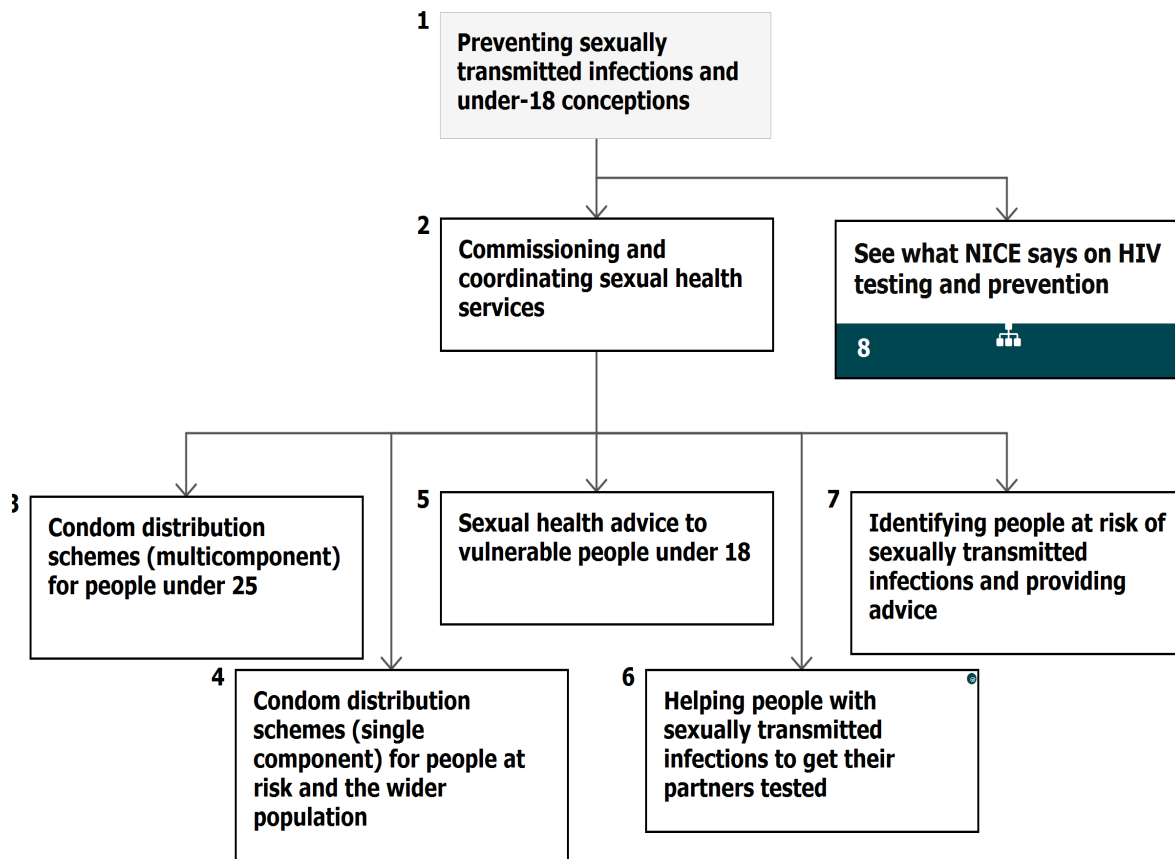 1
Preventing sexually
transmitted infections and
under-18 conceptions
2
Commissioning and
coordinating sexual health
services
See what NICE says on HIV
testing and prevention
8
3
Condom distribution
schemes (multicomponent)
for people under 25
5
Sexual health advice to
vulnerable people under 18
7
Identifying people at risk of
sexually transmitted
infections and providing
advice
4
Condom distribution
schemes (single
component) for people at
risk and the wider
population
6
Helping people with
sexually transmitted
infections to get their
partners tested